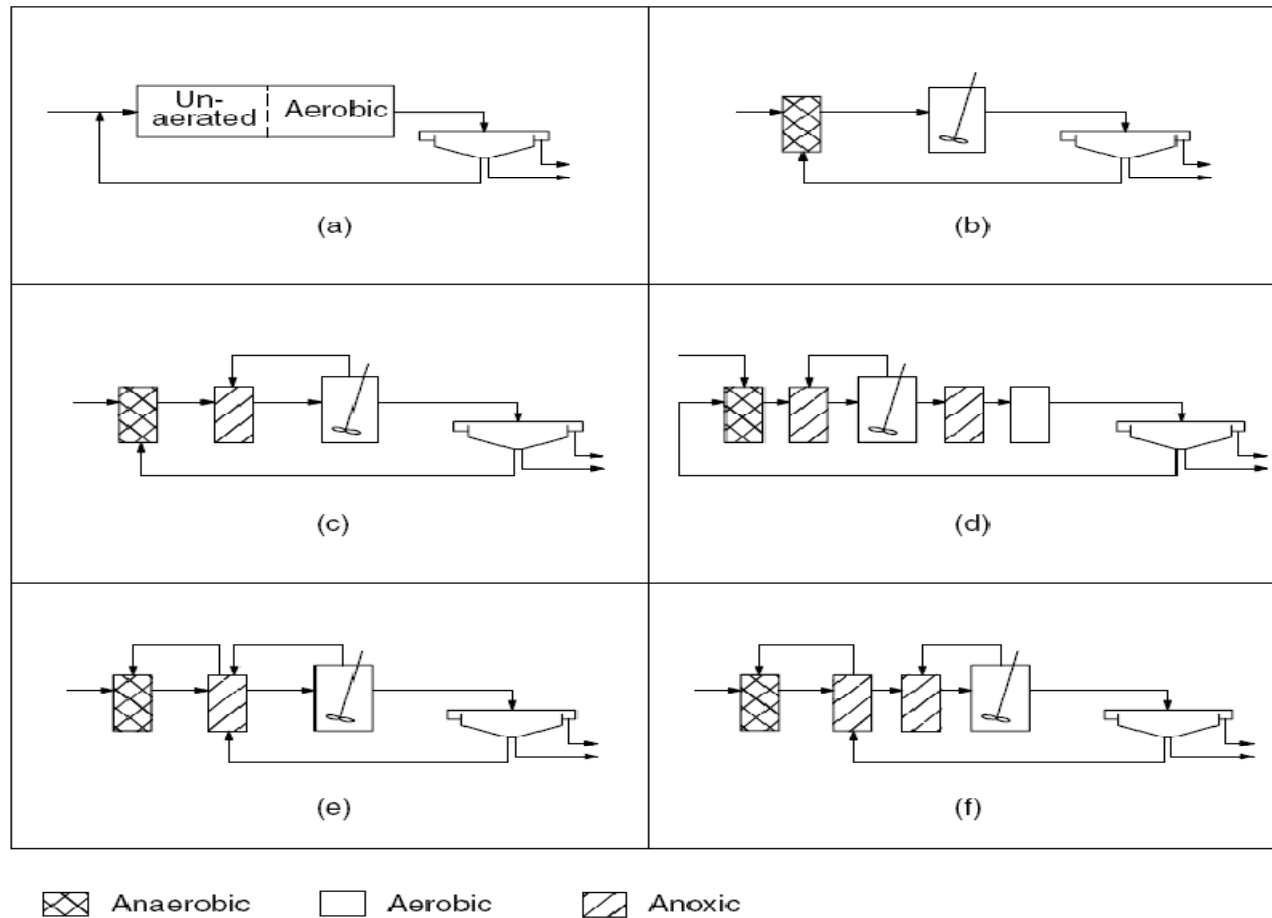 Un-
aerated
Aerobic
(a)
(b)
(c)
(d)
(e)
(f)
Anaerobic
Aerobic
Anoxic